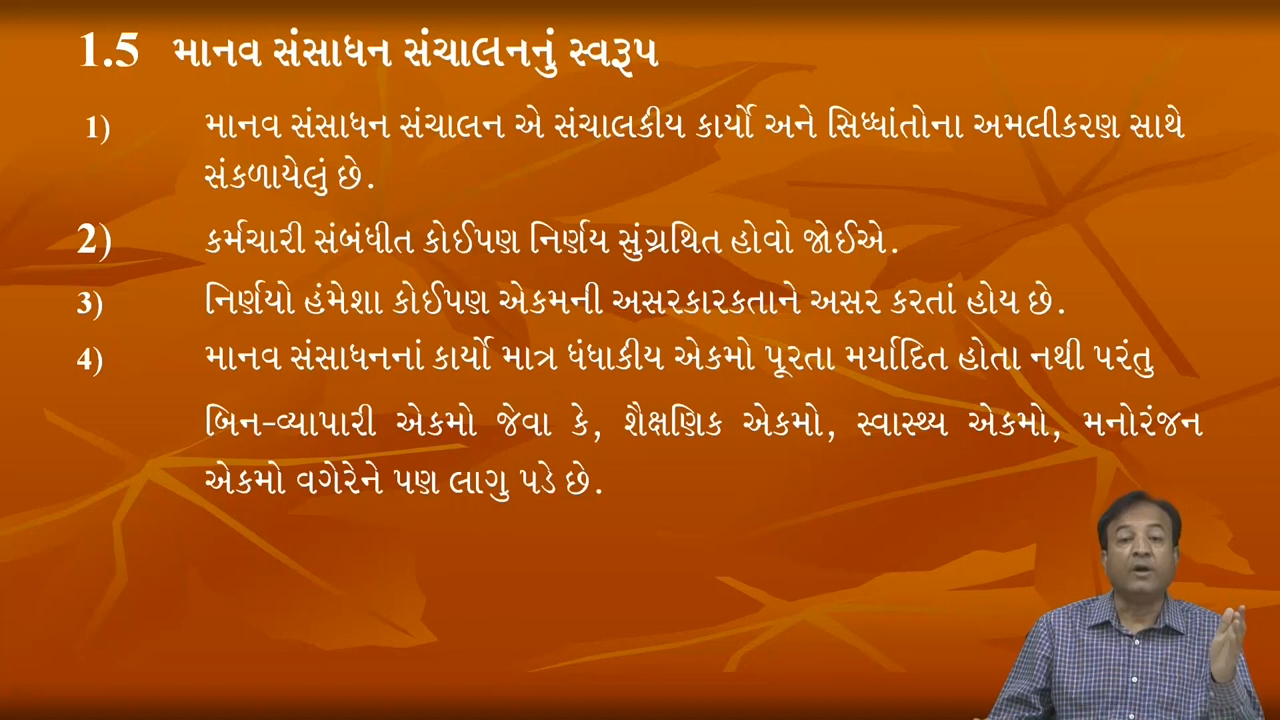 1.5 માનવ સંસાધન સંચાલનનું સ્વરૂપ
1) માનવ સંસાધન સંચાલન એ સંચાલકીય કાર્યો અને સિધ્ધાંતોના અમલીકરણ સાથે
સંકળાયેલું છે.
2) કર્મચારી સંબંધીત કોઈપણ નિર્ણય સુંગ્રથિત હોવો જોઈએ.
3) નિર્ણયો હંમેશા કોઈપણ એકમની અસરકારકતાને અસર કરતાં હોય છે.
4) માનવ સંસાધનનાં કાર્યો માત્ર ધંધાકીય એકમો પૂરતા મર્યાદિત હોતા નથી પરંતુ
બિન-વ્યાપારી એકમો જેવા કે, શૈક્ષણિક એકમો, સ્વાસ્થ્ય એકમો, મનોરંજન
એકમો વગેરેને પણ લાગુ પડે છે.